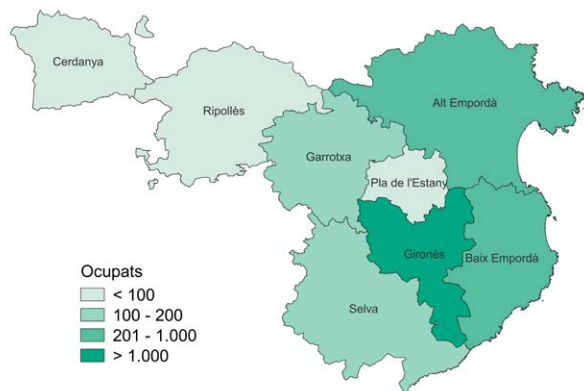 Cerdanya
Ripollès
Alt Empordà
Garrotxa
Pla de l'Estany
Gironès
Baix Empordà
Selva
Ocupats
< 100
100 - 200
201 - 1.000
> 1.000